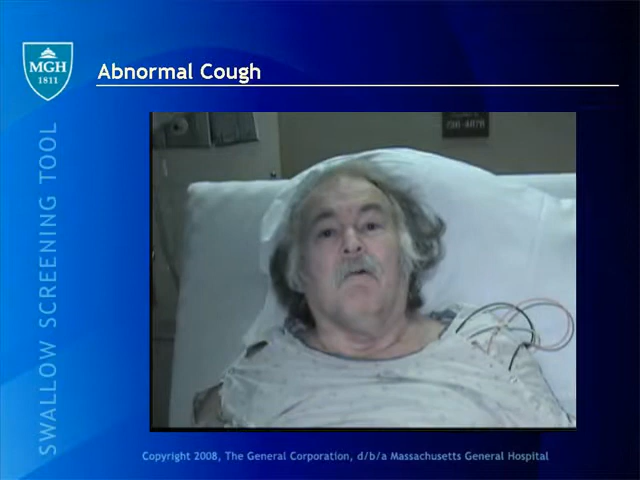 MGH
1811
Abnormal Cough
SWALLOW SCREENING TOOL
Copyright 2008, The General Corporation, d/b/a Massachusetts General Hospital